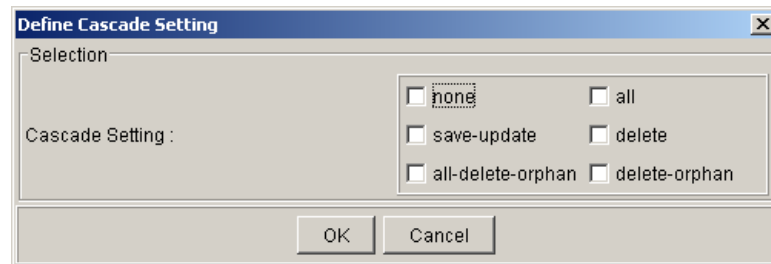 Define Cascade Setting
Selection
none all
Cascade Setting : save-update delete
all-delete-orphan delete-orphan
OK Cancel